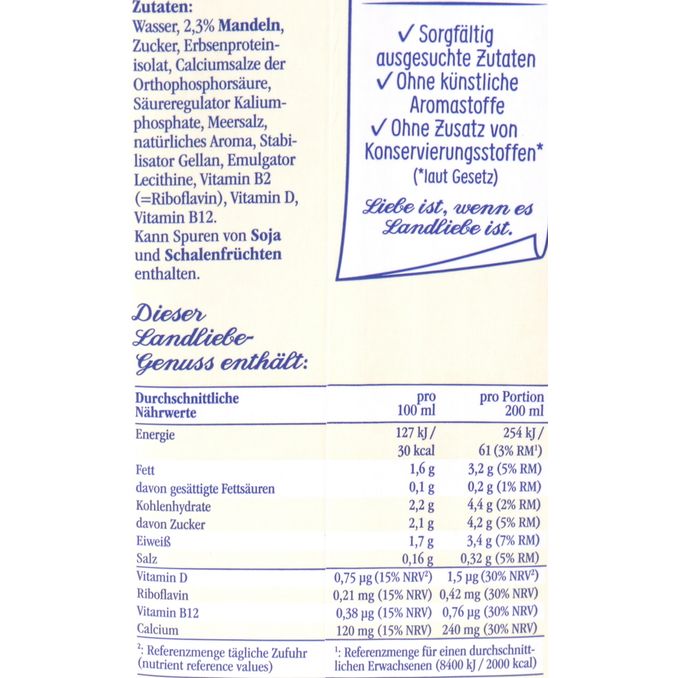 Zutaten:
Wasser, 2,3% Mandeln,
Zucker, Erbsenprotein-
isolat, Calciumsalze der
Orthophosphorsäure,
Säureregulator Kalium-
phosphate, Meersalz,
natürliches Aroma, Stabi-
lisator Gellan, Emulgator
Lecithine, Vitamin B2
(=Riboflavin), Vitamin D,
Vitamin B12.
Kann Spuren von Soja
und Schalenfrüchten
enthalten.
✓ Sorgfältig
ausgesuchte Zutaten
✓ Ohne künstliche
Aromastoffe
✓ Ohne Zusatz von
Konservierungsstoffen*
(*laut Gesetz)
Liebe ist, wenn es
Landliebe ist.
Dieser
Landliebe-
Genuss enthält:
Durchschnittliche pro pro Portion
Nährwerte 100 ml 200 ml
Energie 127 kJ/ 254 kJ/
30 kcal 61 (3% RM¹)
Fett 1,6 g 3,2 g (5% RM)
davon gesättigte Fettsäuren 0,1 g 0,2 g (1% RM)
Kohlenhydrate 2,2 g 4,4 g (2% RM)
davon Zucker 2,1 g 4,2 g (5% RM)
Eiweiß 1,7 g 3,4 g (7% RM)
Salz 0,16 g 0,32 g (5% RM)
Vitamin D 0,75 µg (15% NRV²) 1,5 µg (30% NRV²)
Riboflavin 0,21 mg (15% NRV) 0,42 mg (30% NRV)
Vitamin B12 0,38 µg (15% NRV) 0,76 µg (30% NRV)
Calcium 120 mg (15% NRV) 240 mg (30% NRV)
²: Referenzmenge tägliche Zufuhr
(nutrient reference values)
¹: Referenzmenge für einen durchschnitt-
lichen Erwachsenen (8400 kJ / 2000 kcal)